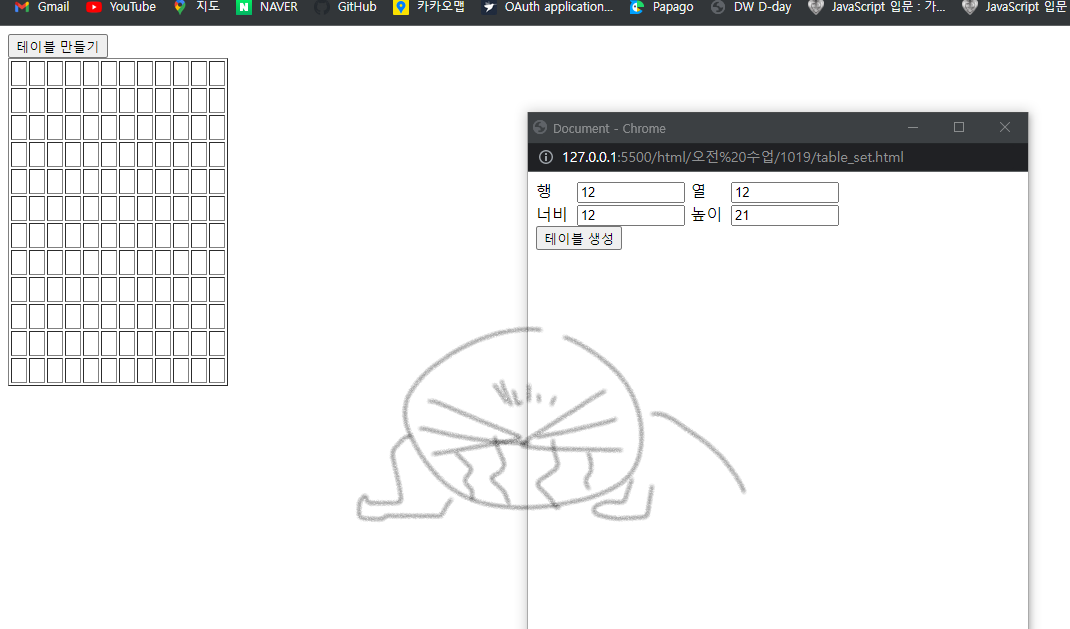 Gmail YouTube 지도 NAVER GitHub 카카오맵 OAuth application... Papago DW D-day JavaScript 입문 : 가... JavaScript 입문
테이블 만들기
Document - Chrome
127.0.0.1:5500/html/오전%20수업/1019/table_set.html
행 12 열 12
너비 12 높이 21
테이블 생성